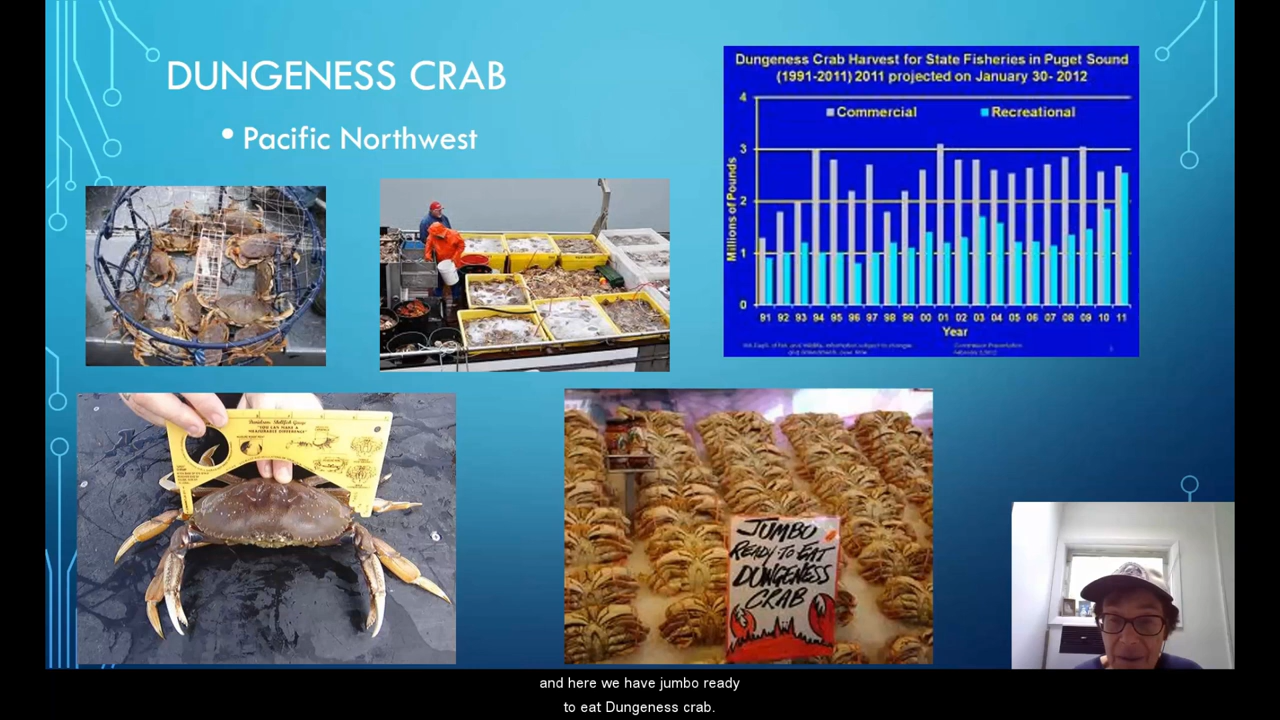 DUNGENESS CRAB
• Pacific Northwest
Dungeness Crab Harvest for State Fisheries in Puget Sound
(1991-2011) 2011 projected on January 30- 2012
Commercial
Recreational
Millions of Pounds
4
3
2
1
0
91 92 93 94 95 96 97 98 99 00 01 02 03 04 05 06 07 08 09 10 11
Year
JUMBO
READY-TO EAT
DUNGENESS
CRAB
and here we have jumbo ready
to eat Dungeness crab.